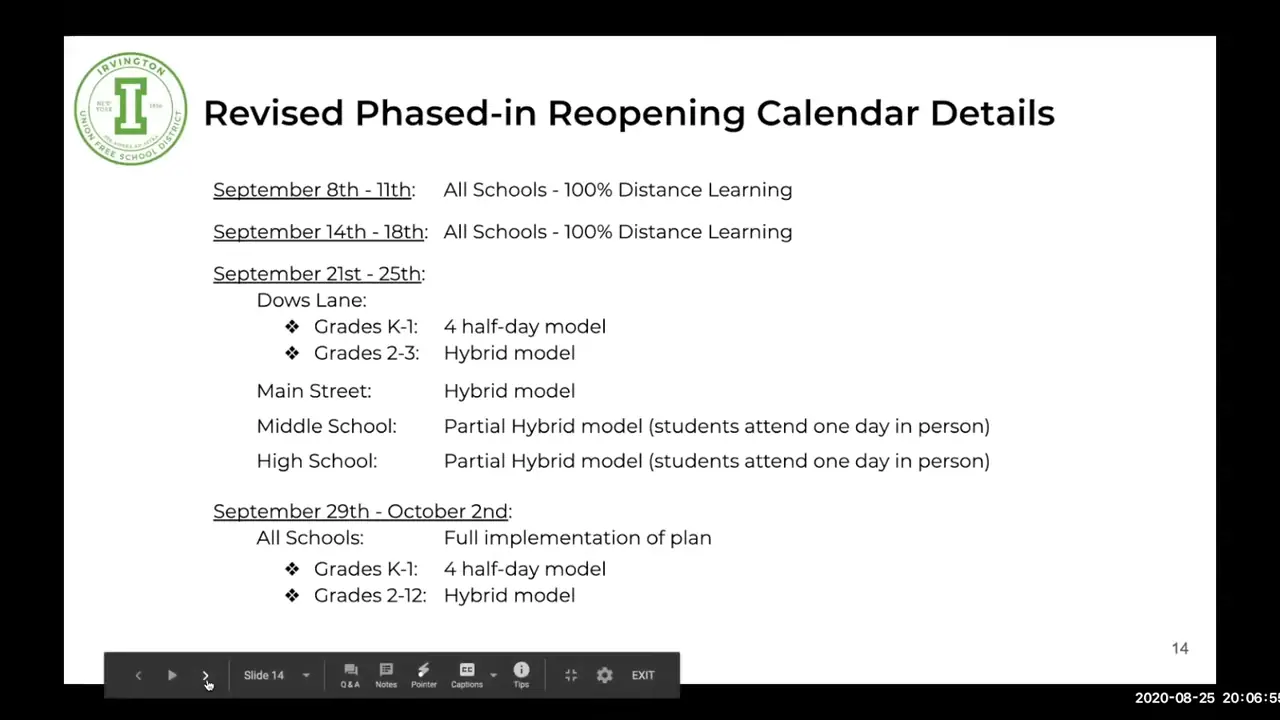 IRVINGTON
NEW YORK
I
1856
UNION FREE SCHOOL DISTRICT
Revised Phased-in Reopening Calendar Details
September 8th - 11th: All Schools - 100% Distance Learning
September 14th - 18th: All Schools - 100% Distance Learning
September 21st - 25th:
Dows Lane:
❖ Grades K-1: 4 half-day model
❖ Grades 2-3: Hybrid model
Main Street: Hybrid model
Middle School: Partial Hybrid model (students attend one day in person)
High School: Partial Hybrid model (students attend one day in person)
September 29th - October 2nd:
All Schools: Full implementation of plan
❖ Grades K-1: 4 half-day model
❖ Grades 2-12: Hybrid model
14
Slide 14
Q & A
Notes
Pointer
CC
Captions
Tips
EXIT
2020-08-25 20:06:55